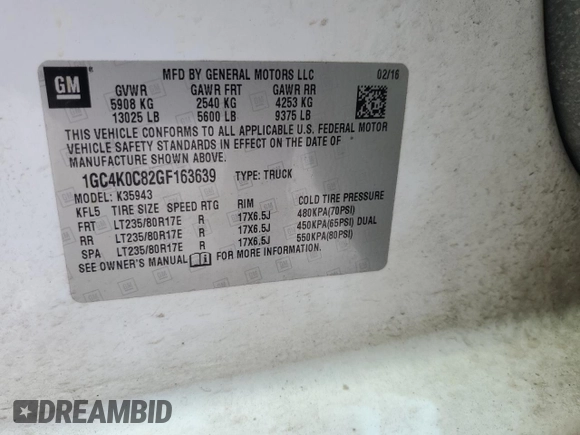 GM
MFD BY GENERAL MOTORS LLC 02/16
GVWR GAWR FRT GAWR RR
5908 KG 2540 KG 4253 KG
13025 LB 5600 LB 9375 LB
THIS VEHICLE CONFORMS TO ALL APPLICABLE U.S. FEDERAL MOTOR
VEHICLE SAFETY STANDARDS IN EFFECT ON THE DATE OF
MANUFACTURE SHOWN ABOVE.
1GC4K0C82GF163639 TYPE: TRUCK
MODEL: K35943
KFL5 TIRE SIZE SPEED RTG RIM COLD TIRE PRESSURE
FRT LT235/80R17E R 17X6.5J 480KPA(70PSI)
RR LT235/80R17E R 17X6.5J 450KPA(65PSI) DUAL
SPA LT235/80R17E R 17X6.5J 550KPA(80PSI)
SEE OWNER'S MANUAL FOR MORE INFORMATION.
DREAMBID